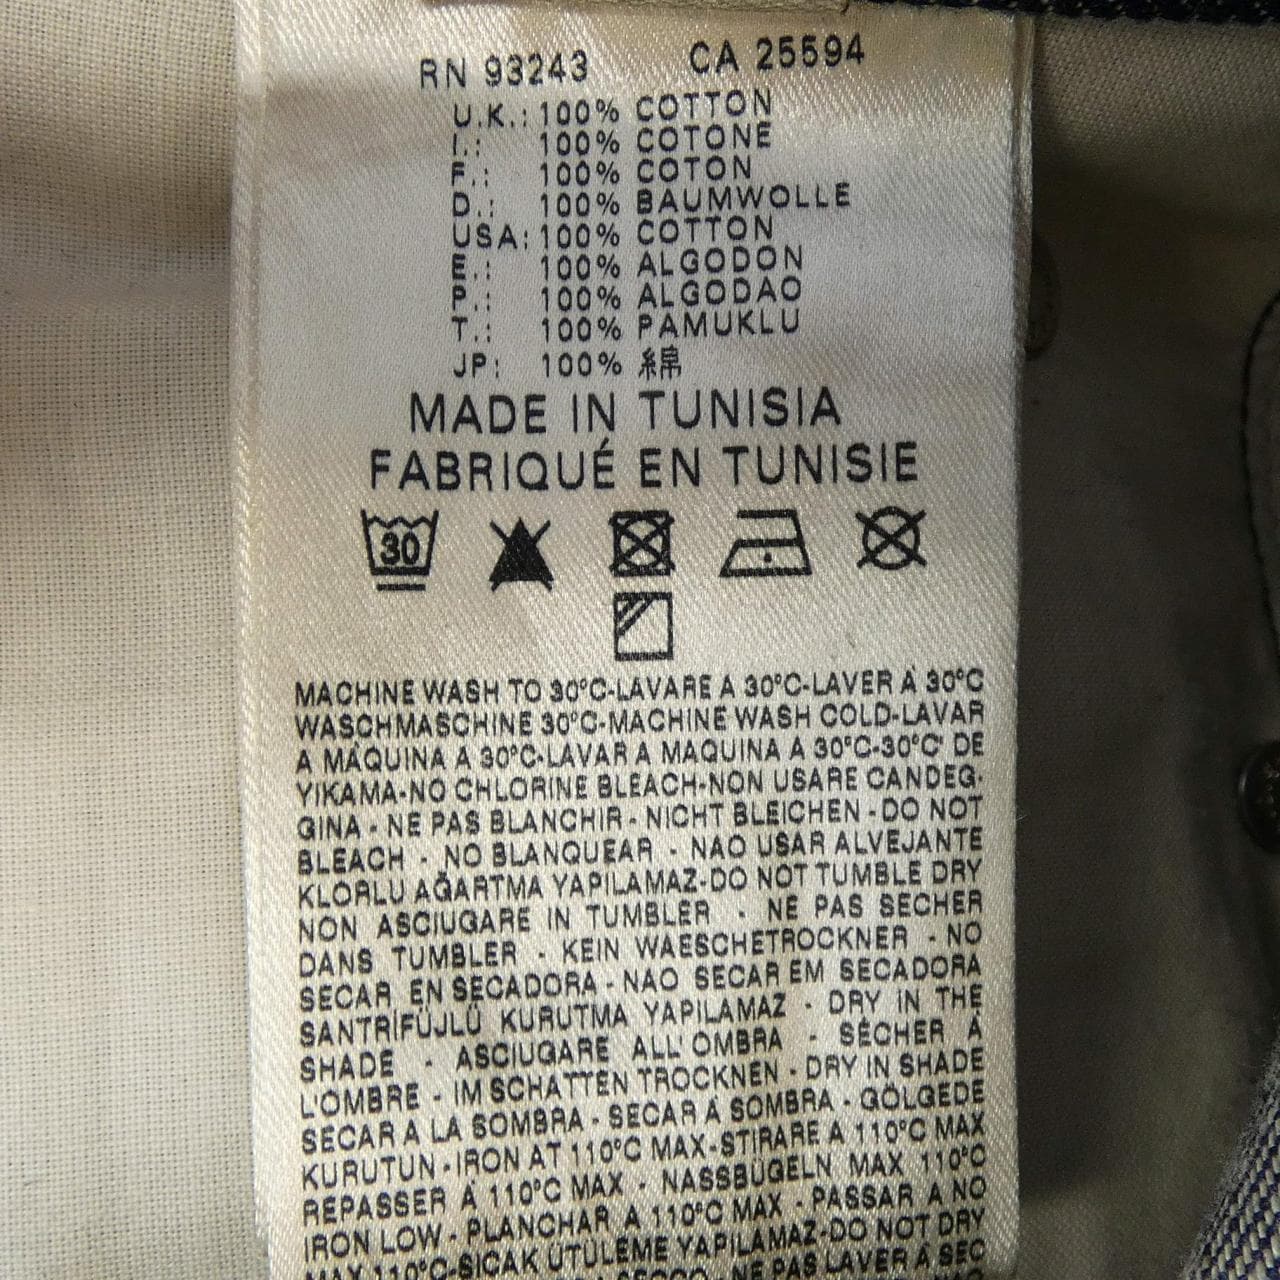 RN 93243 CA 25594
U.K.: 100% COTTON
I.: 100% COTONE
F.: 100% COTON
D.: 100% BAUMWOLLE
USA: 100% COTTON
E.: 100% ALGODON
P.: 100% ALGODAO
T.: 100% PAMUKLU
JP: 100% 綿
MADE IN TUNISIA
FABRIQUÉ EN TUNISIE
30
MACHINE WASH TO 30°C-LAVARE A 30°C-LAVER À 30°C
WASCHMASCHINE 30°C-MACHINE WASH COLD-LAVAR
A MÁQUINA A 30°C-LAVAR A MAQUINA A 30°C-30°C' DE
YIKAMA-NO CHLORINE BLEACH-NON USARE CANDEG-
GINA - NE PAS BLANCHIR - NICHT BLEICHEN - DO NOT
BLEACH - NO BLANQUEAR - NAO USAR ALVEJANTE
KLORLU AĞARTMA YAPILAMAZ-DO NOT TUMBLE DRY
NON ASCIUGARE IN TUMBLER - NE PAS SECHER
DANS TUMBLER - KEIN WAESCHETROCKNER - NO
SECAR EN SECADORA - NAO SECAR EM SECADORA
SANTRİFÜJLÜ KURUTMA YAPILAMAZ - DRY IN THE
SHADE - ASCIUGARE ALL'OMBRA - SÉCHER À
L'OMBRE - IM SCHATTEN TROCKNEN - DRY IN SHADE
SECAR A LA SOMBRA - SECAR A SOMBRA - GÖLGEDE
KURUTUN - IRON AT 110°C MAX-STIRARE A 110°C MAX
REPASSER À 110°C MAX - NASSBÜGELN MAX 110°C
IRON LOW - PLANCHAR A 110°C MAX - PASSAR A NO
MAX 110°C-SICAK ÜTÜLEME YAPILAMAZ-DO NOT DRY
SECCO - NE PAS LAVER À SEC